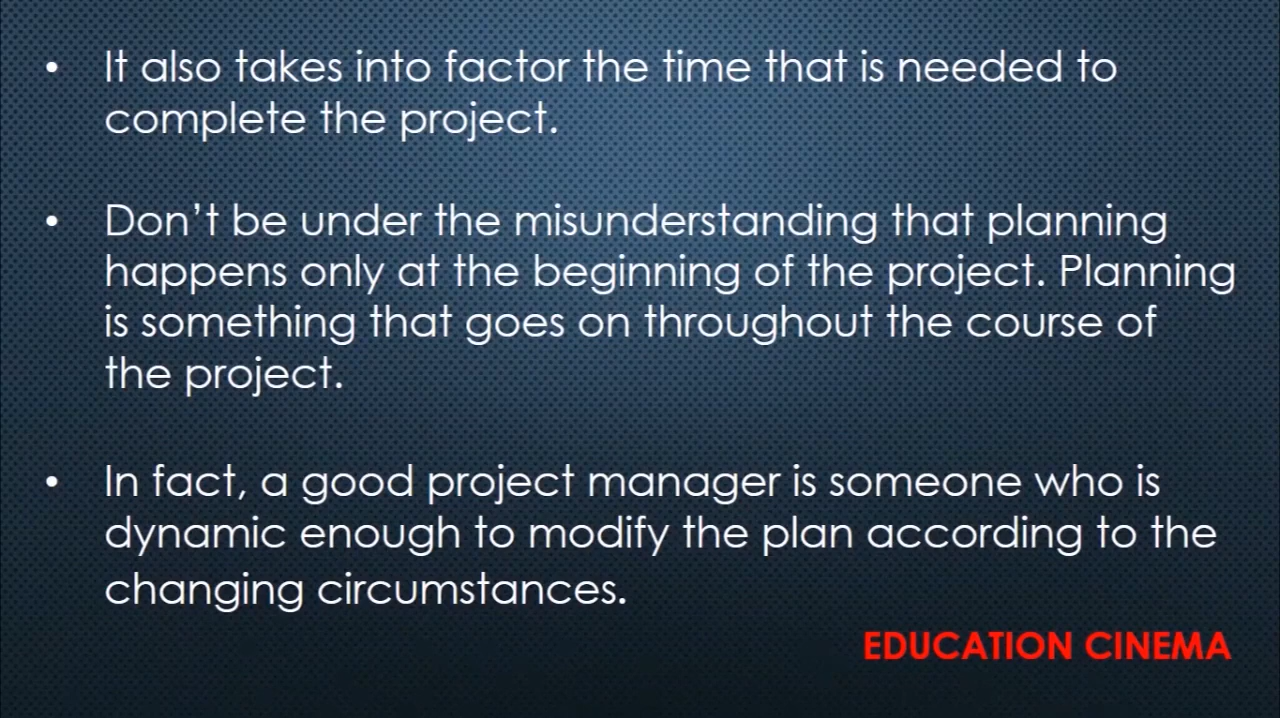 • It also takes into factor the time that is needed to
complete the project.
• Don’t be under the misunderstanding that planning
happens only at the beginning of the project. Planning
is something that goes on throughout the course of
the project.
• In fact, a good project manager is someone who is
dynamic enough to modify the plan according to the
changing circumstances.
EDUCATION CINEMA